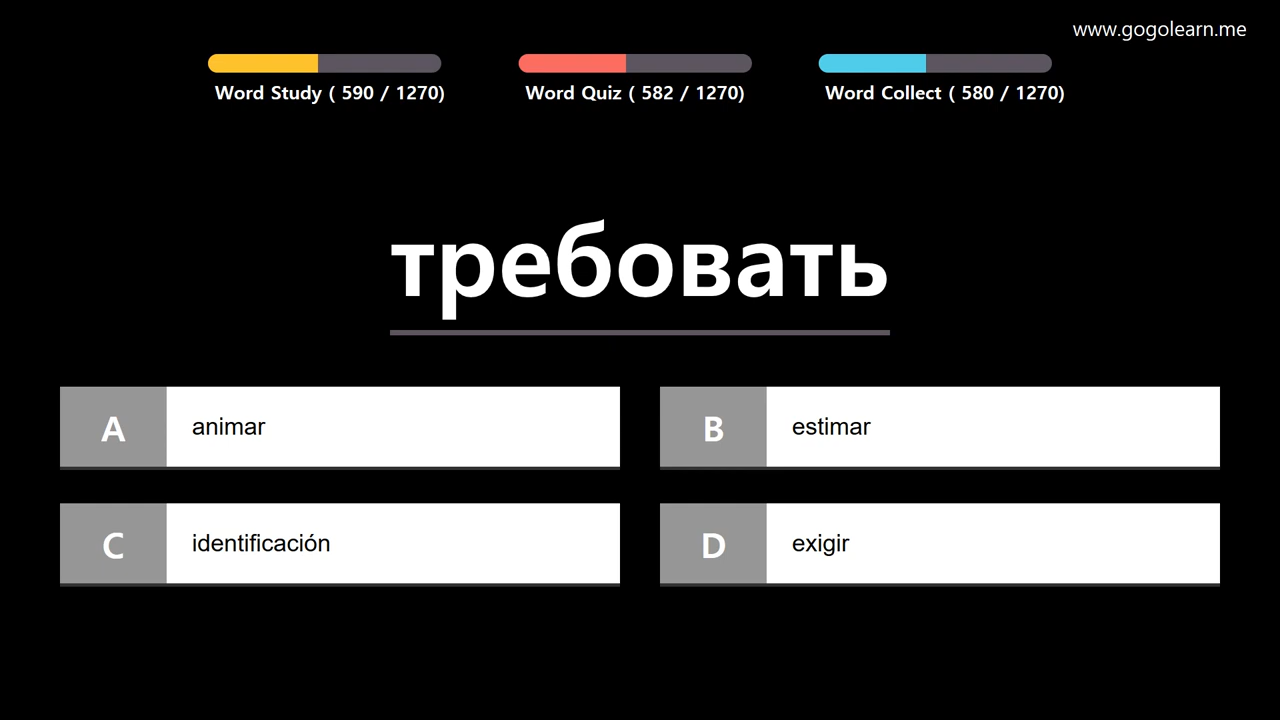 www.gogolearn.me
Word Study ( 590 / 1270)
Word Quiz ( 582 / 1270)
Word Collect ( 580 / 1270)
требовать
A animar
B estimar
C identificación
D exigir